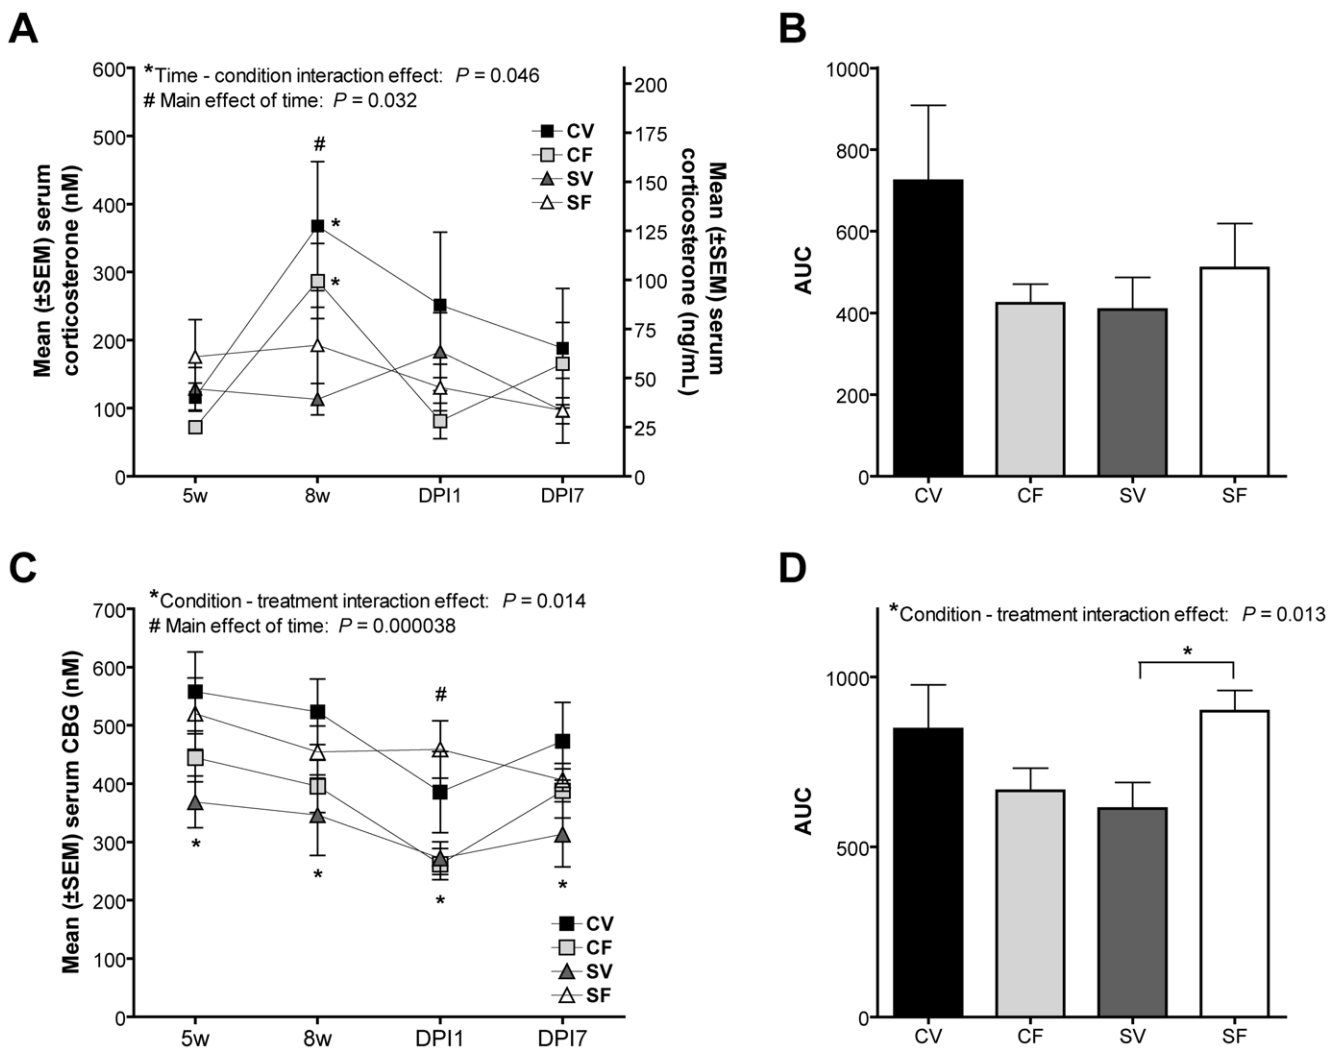 A
*Time - condition interaction effect: P = 0.046
# Main effect of time: P = 0.032
Mean (±SEM) serum
corticosterone (nM)
600
500
400
300
200
100
0
#
*
*
CV
CF
SV
SF
200
175
150
125
100
75
50
25
0
Mean (±SEM) serum
corticosterone (ng/mL)
5w 8w DPI1 DPI7
B
AUC
1000
800
600
400
200
0
CV CF SV SF
C
*Condition - treatment interaction effect: P = 0.014
# Main effect of time: P = 0.000038
Mean (±SEM) serum CBG (nM)
700
600
500
400
300
200
100
0
#
*
*
*
*
CV
CF
SV
SF
5w 8w DPI1 DPI7
D
*Condition - treatment interaction effect: P = 0.013
*
AUC
1000
500
0
CV CF SV SF